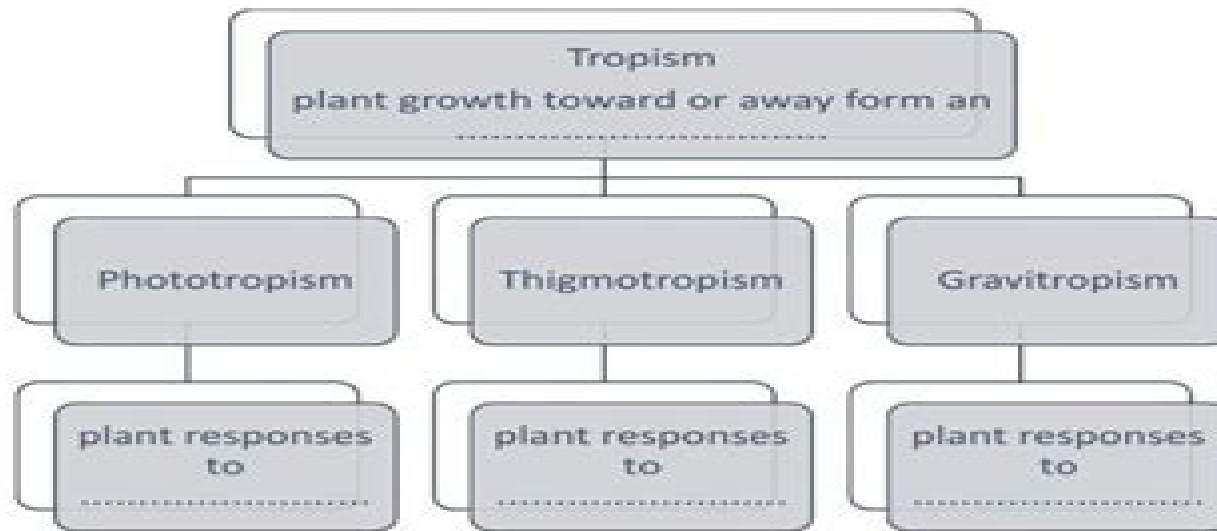 Tropism
plant growth toward or away form an
........................................
Phototropism
Thigmotropism
Gravitropism
plant responses
to
................................
plant responses
to
................................
plant responses
to
................................